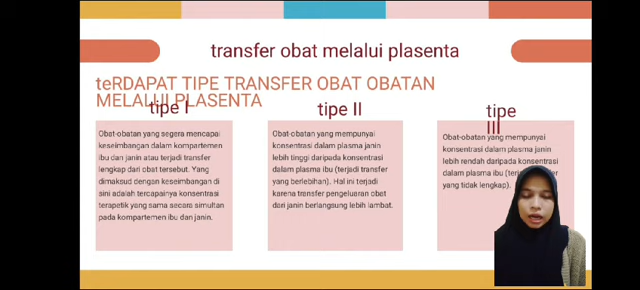 transfer obat melalui plasenta
teRDAPAT TIPE TRANSFER OBAT OBATAN
MELALUI PLASENTA
tipe I
Obat-obatan yang segera mencapai
keseimbangan dalam kompartemen
ibu dan janin atau terjadi transfer
lengkap dari obat tersebut. Yang
dimaksud dengan keseimbangan di
sini adalah tercapainya konsentrasi
terapetik yang sama secara simultan
pada kompartemen ibu dan janin.
tipe II
Obat-obatan yang mempunyai
konsentrasi dalam plasma janin
lebih tinggi daripada konsentrasi
dalam plasma ibu (terjadi transfer
yang berlebihan). Hal ini terjadi
karena transfer pengeluaran obat
dari janin berlangsung lebih lambat.
tipe
III
Obat-obatan yang mempunyai
konsentrasi dalam plasma janin
lebih rendah daripada konsentrasi
dalam plasma ibu
yang tidak lengkap).